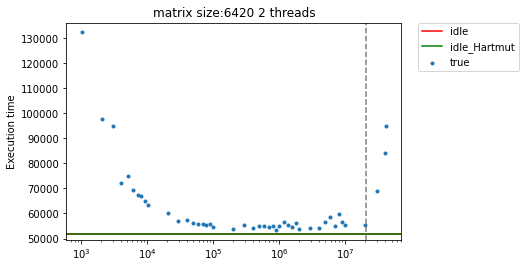 matrix size:6420 2 threads
Execution time
130000
120000
110000
100000
90000
80000
70000
60000
50000
10³
10⁴
10⁵
10⁶
10⁷
idle
idle_Hartmut
true